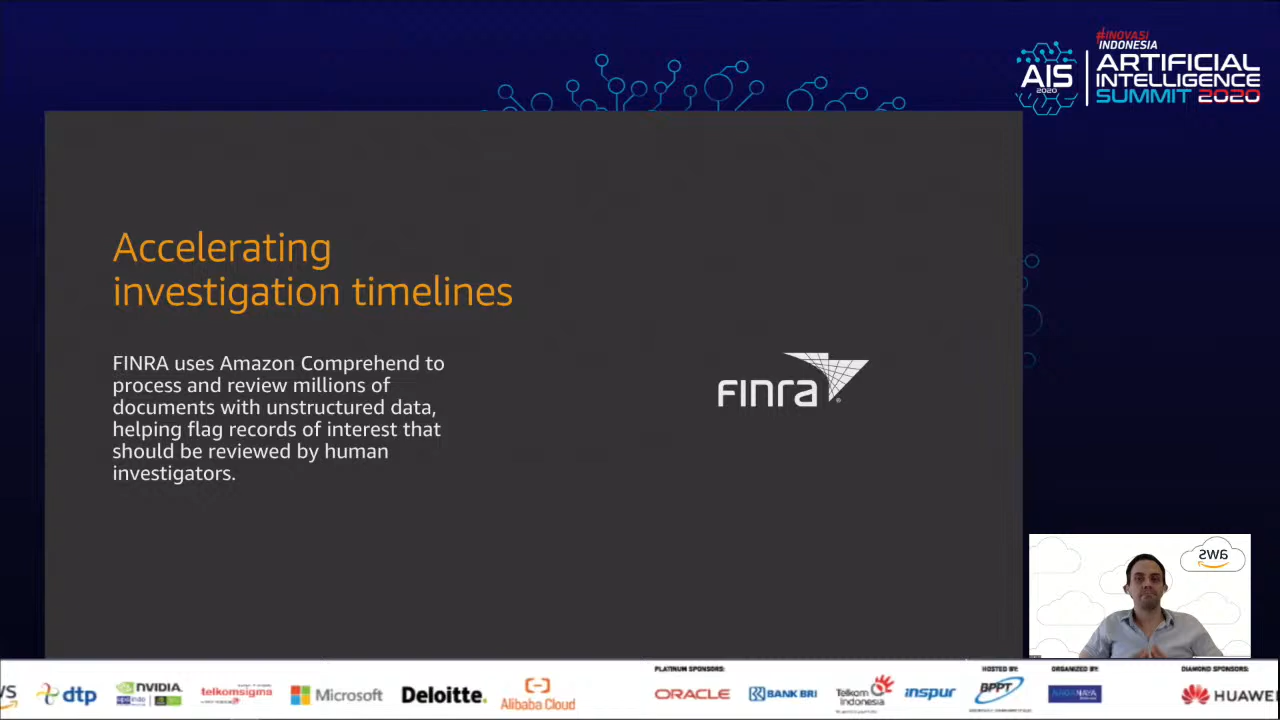 #INOVASI
INDONESIA
AIS
2020
ARTIFICIAL
INTELLIGENCE
SUMMIT 2020
Accelerating
investigation timelines
FINRA uses Amazon Comprehend to
process and review millions of
documents with unstructured data,
helping flag records of interest that
should be reviewed by human
investigators.
finra
aws
PLATINUM SPONSORS:
HOSTED BY:
ORGANIZED BY:
DIAMOND SPONSORS:
WS
dtp
NVIDIA.
telkomsigma
Microsoft
Deloitte.
Alibaba Cloud
ORACLE
BANK BRI
Telkom
Indonesia
inspur
BPPT
HUAWEI